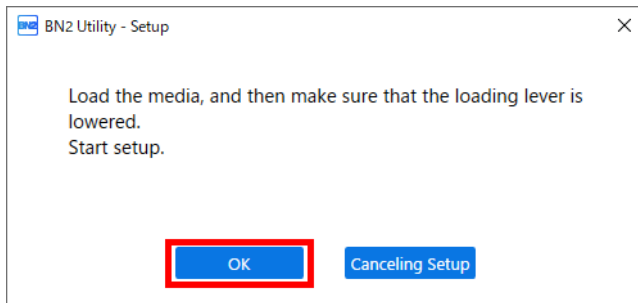 BN2 BN2 Utility - Setup
Load the media, and then make sure that the loading lever is
lowered.
Start setup.
OK Canceling Setup